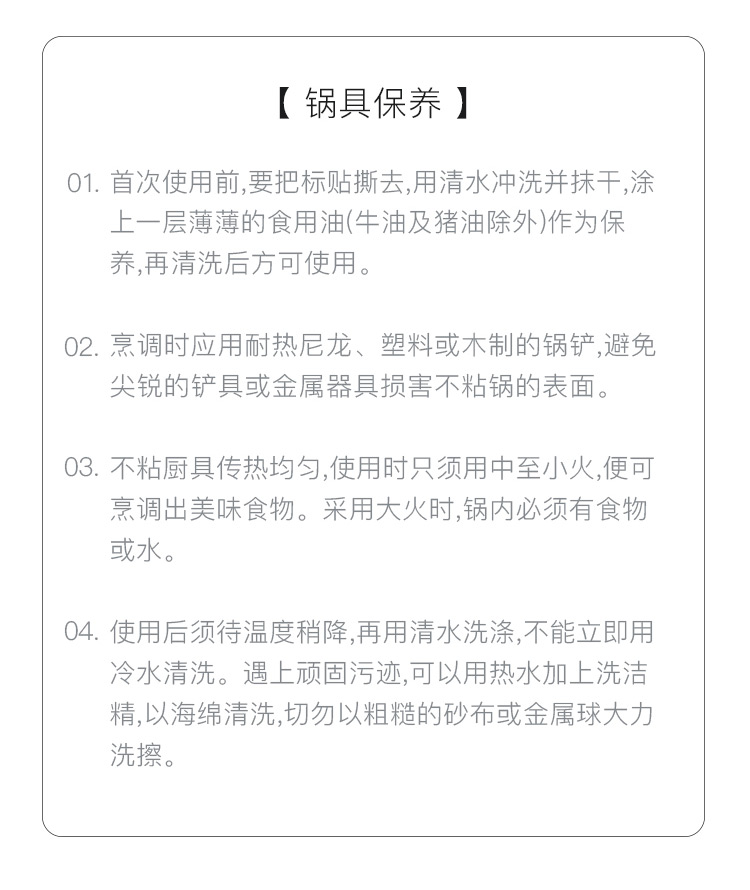 【 锅具保养 】
01. 首次使用前,要把标贴撕去,用清水冲洗并抹干,涂
上一层薄薄的食用油(牛油及猪油除外)作为保
养,再清洗后方可使用。
02. 烹调时应用耐热尼龙、塑料或木制的锅铲,避免
尖锐的铲具或金属器具损害不粘锅的表面。
03. 不粘厨具传热均匀,使用时只须用中至小火,便可
烹调出美味食物。采用大火时,锅内必须有食物
或水。
04. 使用后须待温度稍降,再用清水洗涤,不能立即用
冷水清洗。遇上顽固污迹,可以用热水加上洗洁
精,以海绵清洗,切勿以粗糙的砂布或金属球大力
洗擦。